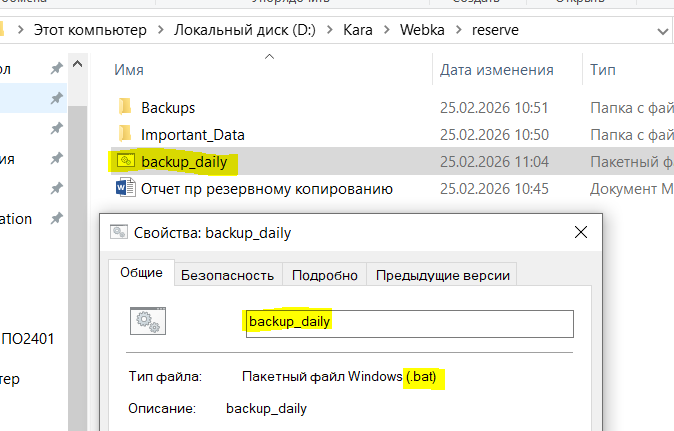 Упорядочить Открыть
Этот компьютер › Локальный диск (D:) › Kara › Webka › reserve
Имя Дата изменения Тип
Backups 25.02.2026 10:51 Папка с фай
Important_Data 25.02.2026 10:50 Папка с фай
backup_daily 25.02.2026 11:04 Пакетный ф
ия
Отчет пр резервному копированию 25.02.2026 10:45 Документ М
ation
Свойства: backup_daily
Общие Безопасность Подробно Предыдущие версии
backup_daily
ПО2401
Тип файла: Пакетный файл Windows (.bat)
тер
Описание: backup_daily